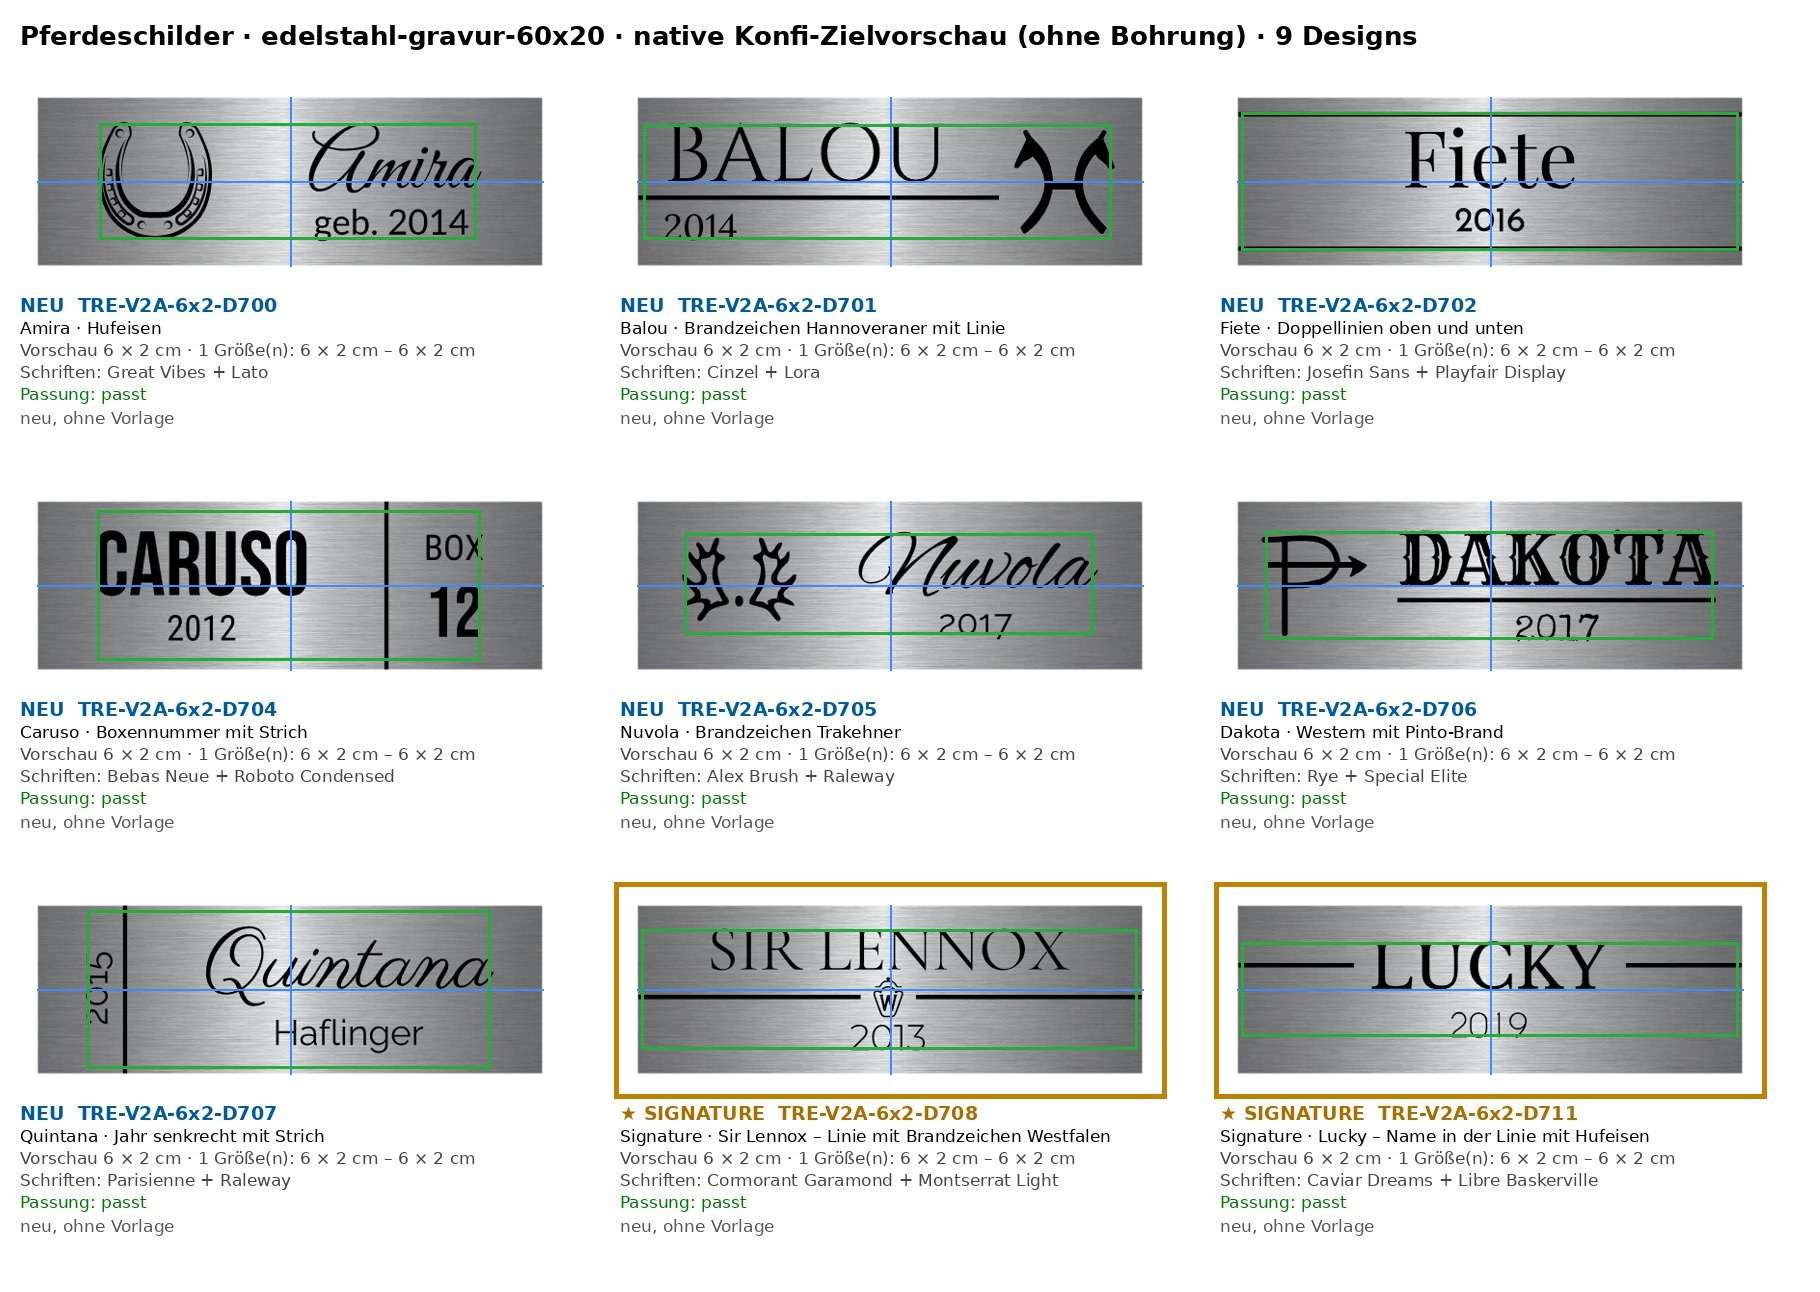 Pferdeschilder · edelstahl-gravur-60x20 · native Konfi-Zielvorschau (ohne Bohrung) · 9 Designs
Amira
geb. 2014
NEU TRE-V2A-6x2-D700
Amira · Hufeisen
Vorschau 6 × 2 cm · 1 Größe(n): 6 × 2 cm – 6 × 2 cm
Schriften: Great Vibes + Lato
Passung: passt
neu, ohne Vorlage
BALOU
2014
NEU TRE-V2A-6x2-D701
Balou · Brandzeichen Hannoveraner mit Linie
Vorschau 6 × 2 cm · 1 Größe(n): 6 × 2 cm – 6 × 2 cm
Schriften: Cinzel + Lora
Passung: passt
neu, ohne Vorlage
Fiete
2016
NEU TRE-V2A-6x2-D702
Fiete · Doppellinien oben und unten
Vorschau 6 × 2 cm · 1 Größe(n): 6 × 2 cm – 6 × 2 cm
Schriften: Josefin Sans + Playfair Display
Passung: passt
neu, ohne Vorlage
CARUSO
2012
BOX
12
NEU TRE-V2A-6x2-D704
Caruso · Boxennummer mit Strich
Vorschau 6 × 2 cm · 1 Größe(n): 6 × 2 cm – 6 × 2 cm
Schriften: Bebas Neue + Roboto Condensed
Passung: passt
neu, ohne Vorlage
Nuvola
2017
NEU TRE-V2A-6x2-D705
Nuvola · Brandzeichen Trakehner
Vorschau 6 × 2 cm · 1 Größe(n): 6 × 2 cm – 6 × 2 cm
Schriften: Alex Brush + Raleway
Passung: passt
neu, ohne Vorlage
DAKOTA
2017
NEU TRE-V2A-6x2-D706
Dakota · Western mit Pinto-Brand
Vorschau 6 × 2 cm · 1 Größe(n): 6 × 2 cm – 6 × 2 cm
Schriften: Rye + Special Elite
Passung: passt
neu, ohne Vorlage
2015
Quintana
Haflinger
NEU TRE-V2A-6x2-D707
Quintana · Jahr senkrecht mit Strich
Vorschau 6 × 2 cm · 1 Größe(n): 6 × 2 cm – 6 × 2 cm
Schriften: Parisienne + Raleway
Passung: passt
neu, ohne Vorlage
SIR LENNOX
W
2013
★ SIGNATURE TRE-V2A-6x2-D708
Signature · Sir Lennox – Linie mit Brandzeichen Westfalen
Vorschau 6 × 2 cm · 1 Größe(n): 6 × 2 cm – 6 × 2 cm
Schriften: Cormorant Garamond + Montserrat Light
Passung: passt
neu, ohne Vorlage
LUCKY
2019
★ SIGNATURE TRE-V2A-6x2-D711
Signature · Lucky – Name in der Linie mit Hufeisen
Vorschau 6 × 2 cm · 1 Größe(n): 6 × 2 cm – 6 × 2 cm
Schriften: Caviar Dreams + Libre Baskerville
Passung: passt
neu, ohne Vorlage